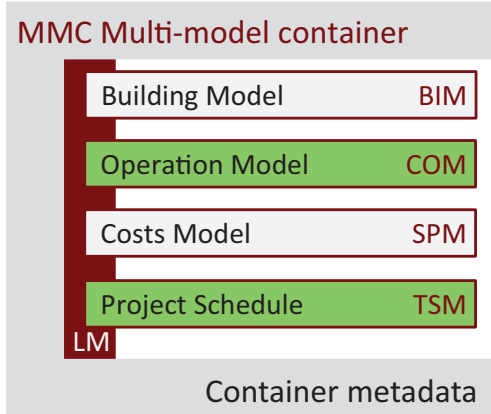 MMC Multi-model container
Building Model BIM
Operation Model COM
Costs Model SPM
Project Schedule TSM
LM
Container metadata